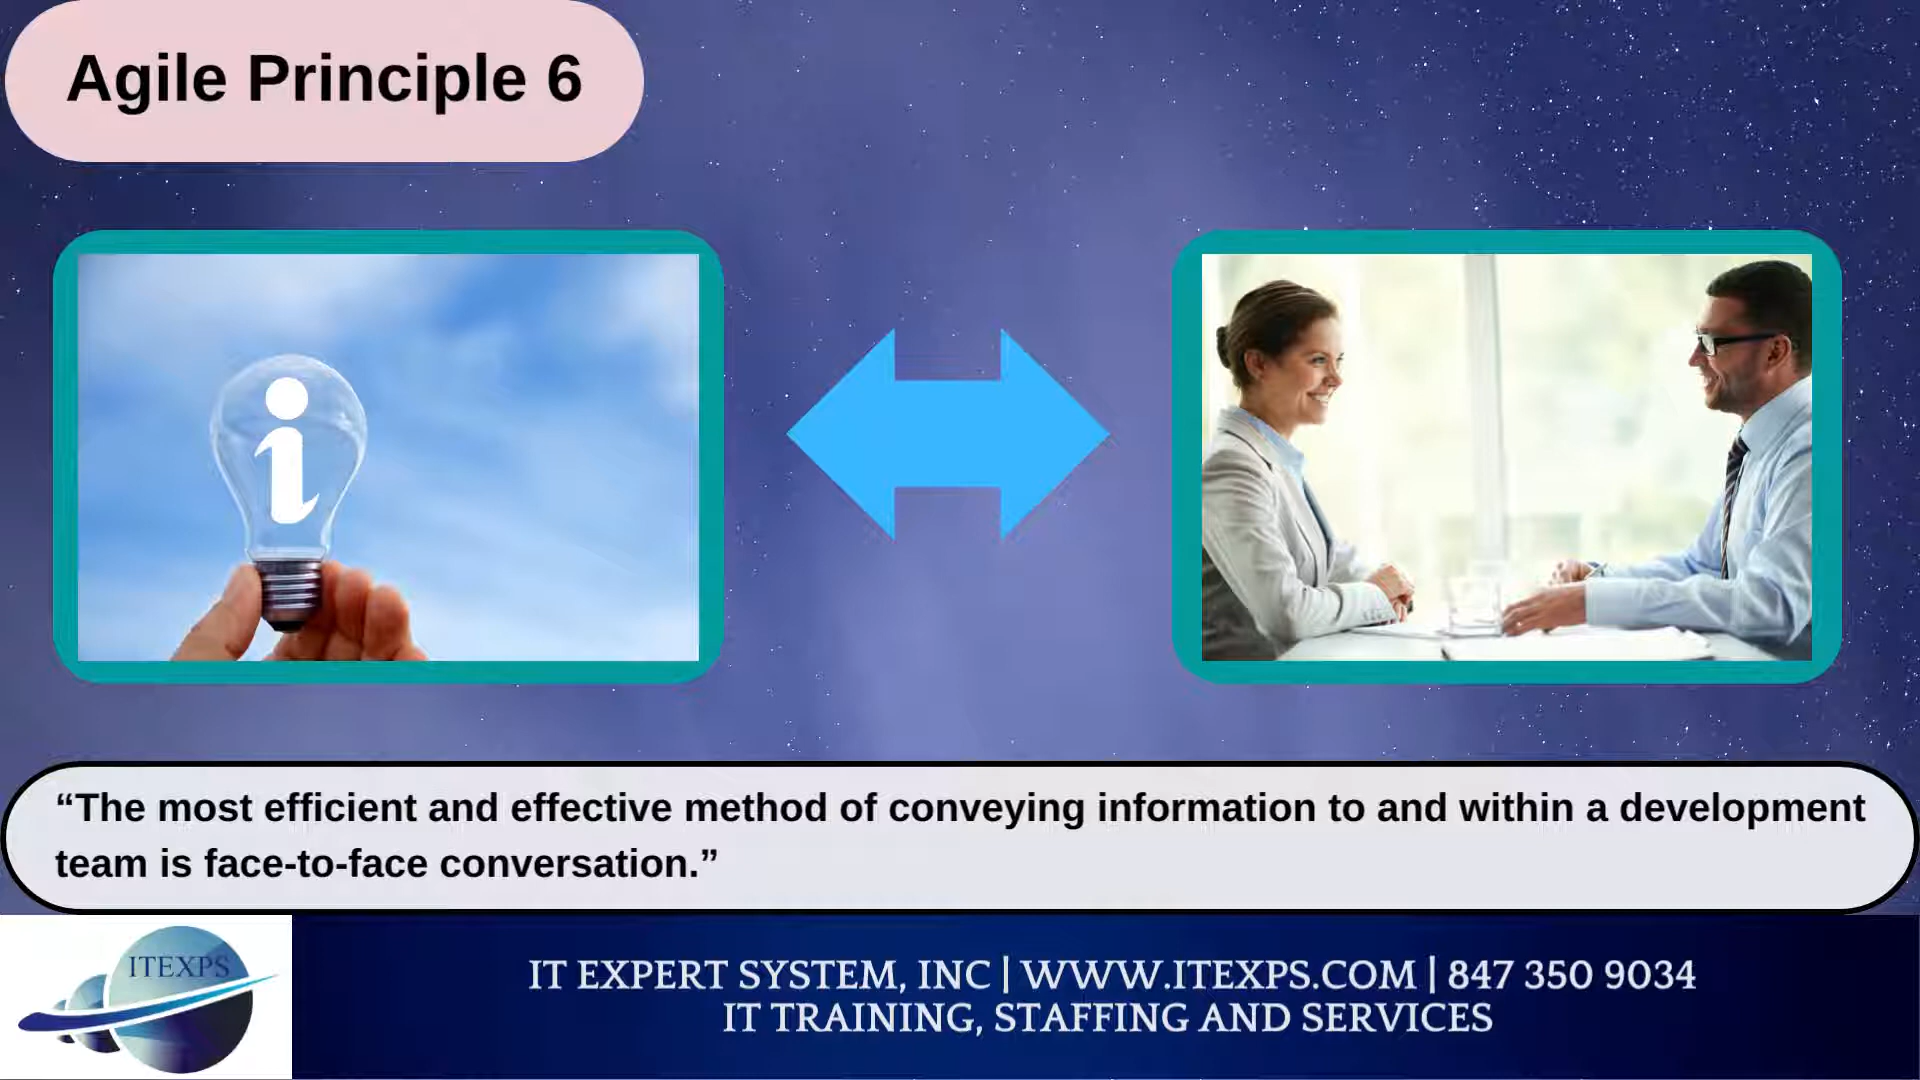 Agile Principle 6
i
“The most efficient and effective method of conveying information to and within a development
team is face-to-face conversation.”
ITEXPS
IT EXPERT SYSTEM, INC | WWW.ITEXPS.COM | 847 350 9034
IT TRAINING, STAFFING AND SERVICES